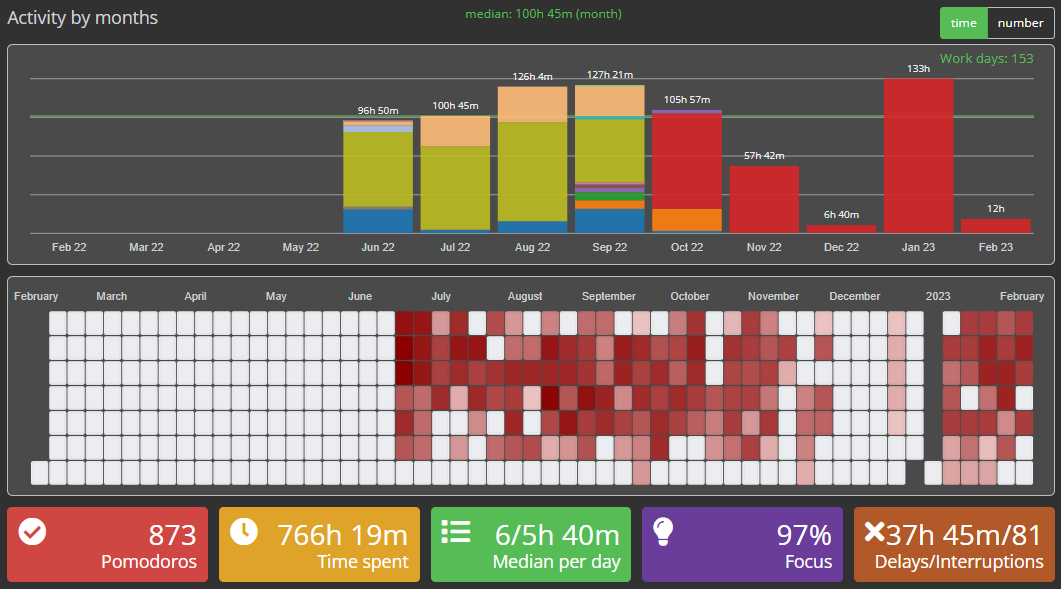 Activity by months
median: 100h 45m (month)
time number
Work days: 153
96h 50m
100h 45m
126h 4m
127h 21m
105h 57m
57h 42m
6h 40m
133h
12h
Feb 22 Mar 22 Apr 22 May 22 Jun 22 Jul 22 Aug 22 Sep 22 Oct 22 Nov 22 Dec 22 Jan 23 Feb 23
February March April May June July August September October November December 2023 February
873
Pomodoros
766h 19m
Time spent
6/5h 40m
Median per day
97%
Focus
37h 45m/81
Delays/Interruptions